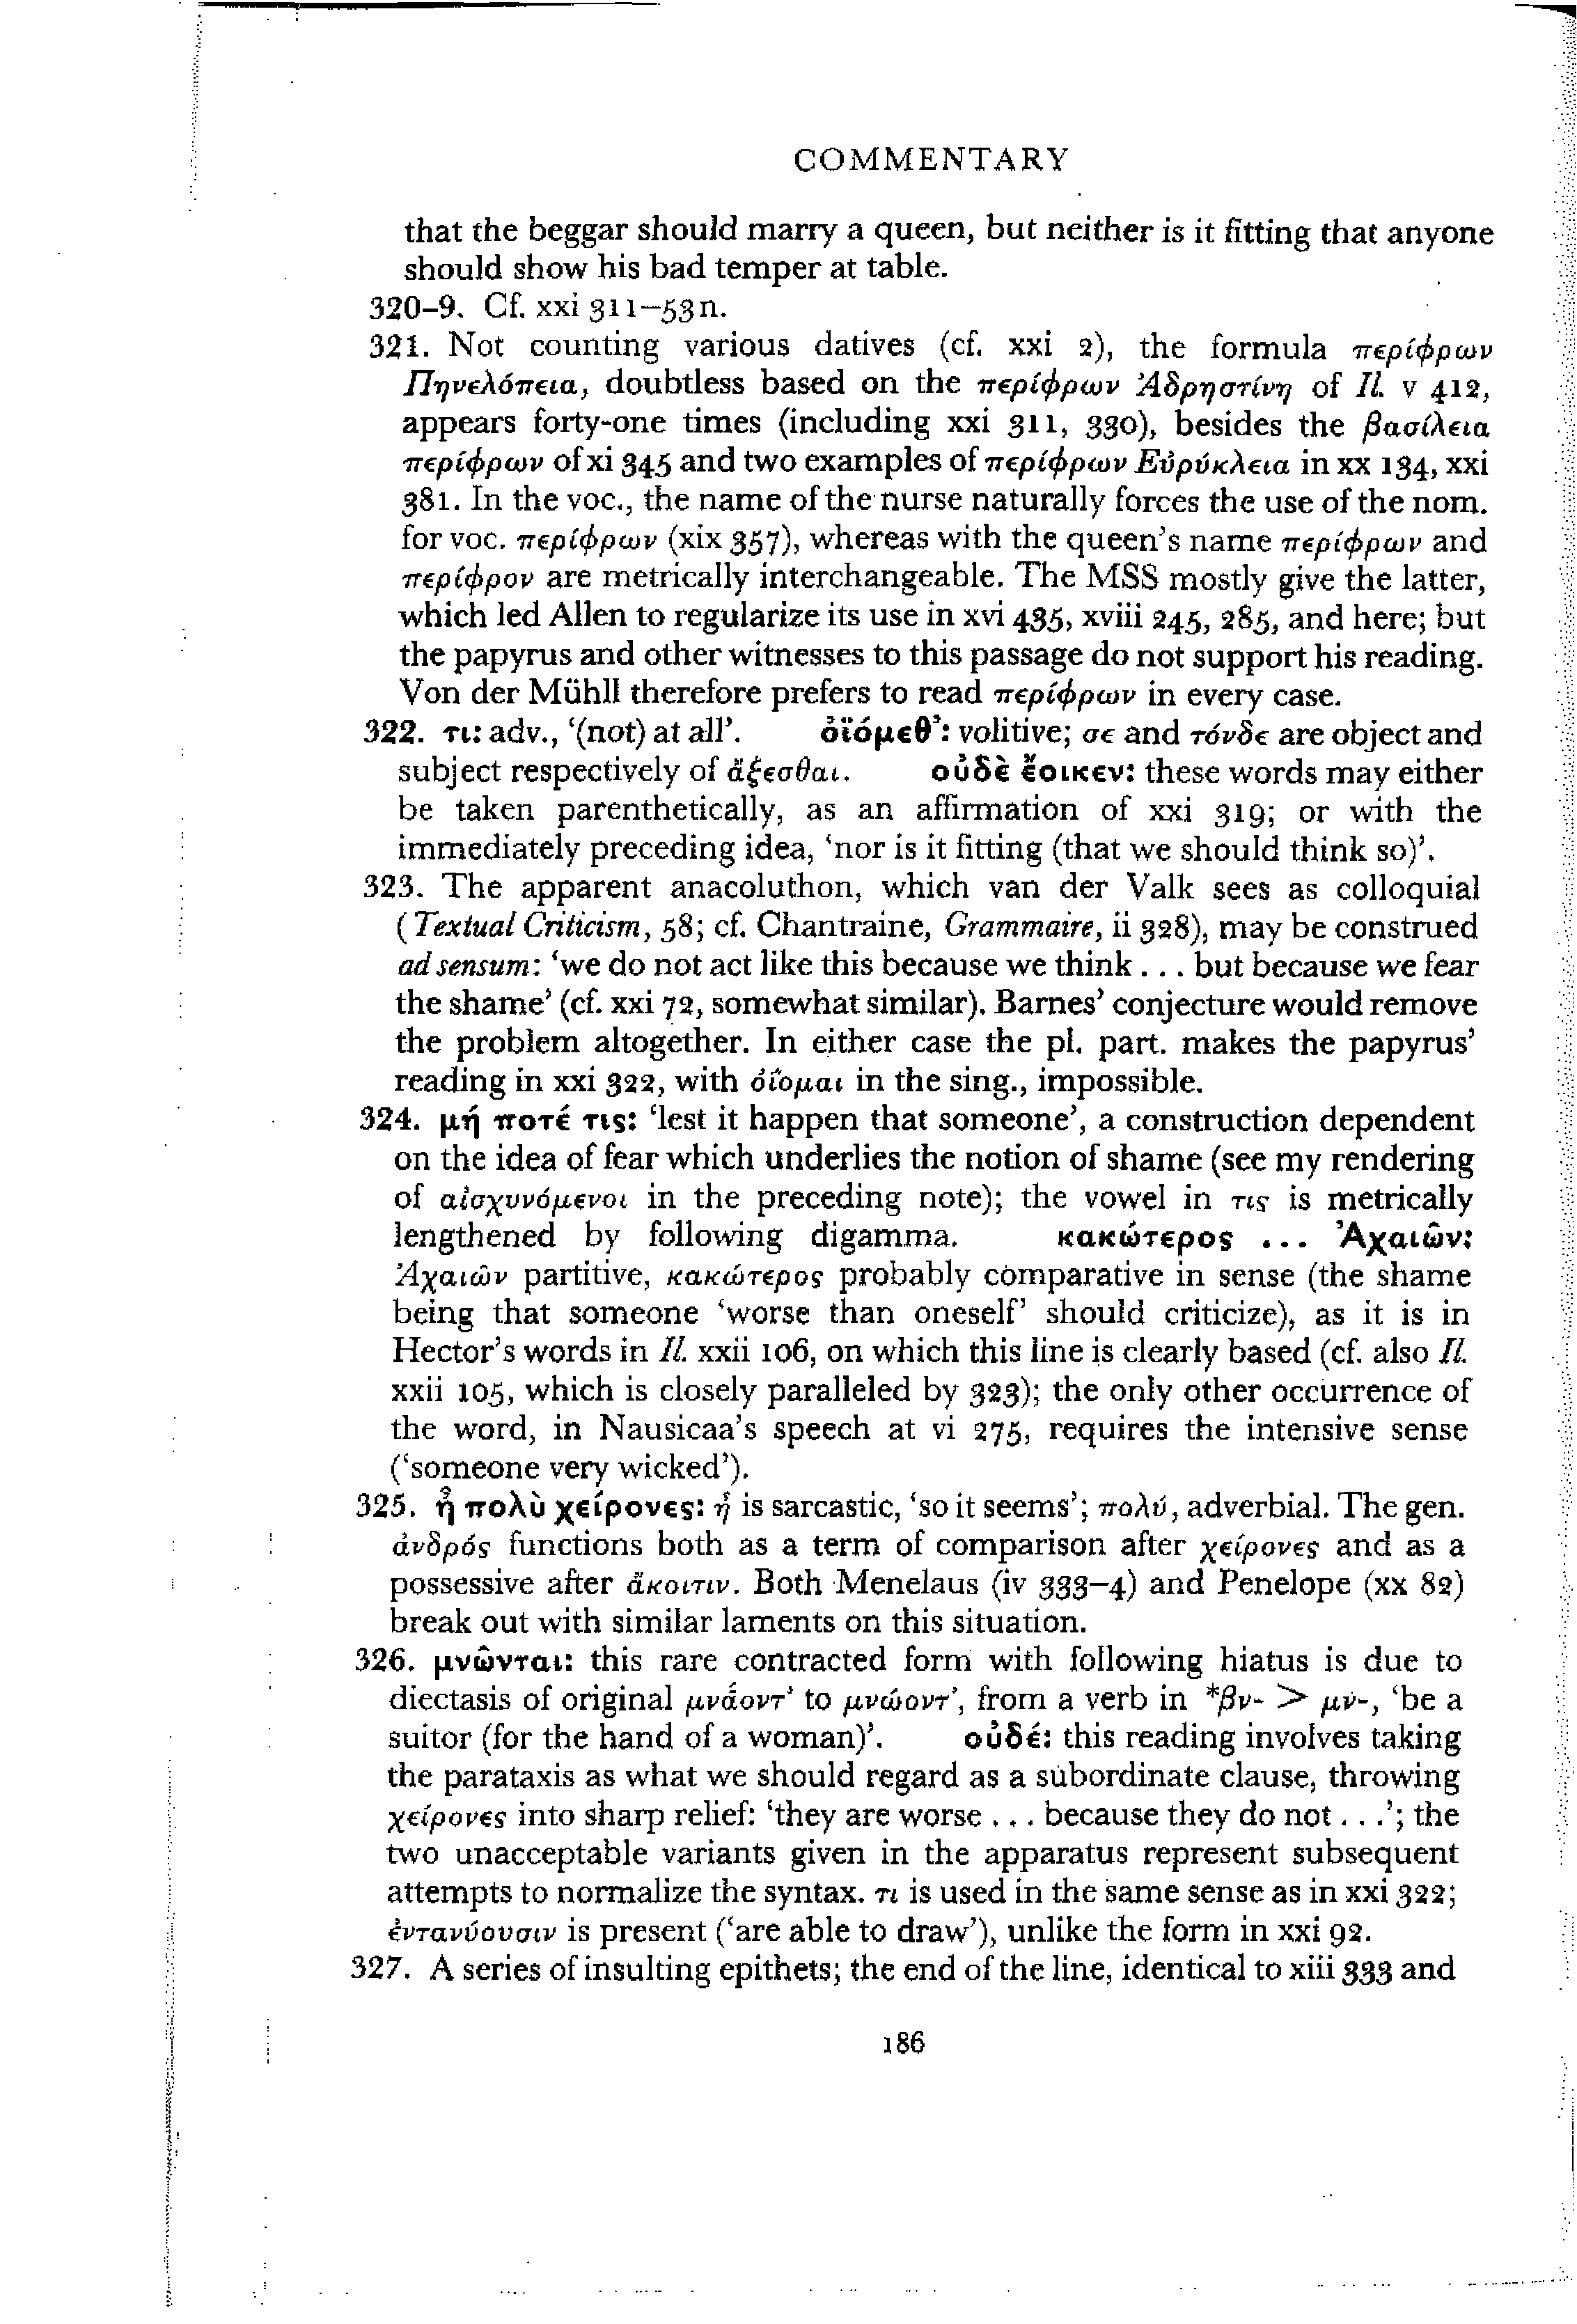 COMMENTARY
that the beggar should marry a queen, but neither is it fitting that anyone
should show his bad temper at table.
320–9. Cf. xxi 311–53n.
321. Not counting various datives (cf. xxi 2), the formula περίφρων
Πηνελόπεια, doubtless based on the περίφρων Ἀδρηστίνη of Il. v 412,
appears forty-one times (including xxi 311, 330), besides the βασίλεια
περίφρων of xi 345 and two examples of περίφρων Εὐρύκλεια in xx 134, xxi
381. In the voc., the name of the nurse naturally forces the use of the nom.
for voc. περίφρων (xix 357), whereas with the queen's name περίφρων and
περίφρον are metrically interchangeable. The MSS mostly give the latter,
which led Allen to regularize its use in xvi 435, xviii 245, 285, and here; but
the papyrus and other witnesses to this passage do not support his reading.
Von der Mühll therefore prefers to read περίφρων in every case.
322. τι: adv., ‘(not) at all’. ὀϊόμεθ’: volitive; σε and τόνδε are object and
subject respectively of ἄξεσθαι. οὐδὲ ἔοικεν: these words may either
be taken parenthetically, as an affirmation of xxi 319; or with the
immediately preceding idea, ‘nor is it fitting (that we should think so)’.
323. The apparent anacoluthon, which van der Valk sees as colloquial
(Textual Criticism, 58; cf. Chantraine, Grammaire, ii 328), may be construed
ad sensum: ‘we do not act like this because we think . . . but because we fear
the shame’ (cf. xxi 72, somewhat similar). Barnes’ conjecture would remove
the problem altogether. In either case the pl. part. makes the papyrus’
reading in xxi 322, with ὀΐομαι in the sing., impossible.
324. μή ποτέ τις: ‘lest it happen that someone’, a construction dependent
on the idea of fear which underlies the notion of shame (see my rendering
of αἰσχυνόμενοι in the preceding note); the vowel in τις is metrically
lengthened by following digamma. κακώτερος . . . Ἀχαιῶν:
Ἀχαιῶν partitive, κακώτερος probably comparative in sense (the shame
being that someone ‘worse than oneself’ should criticize), as it is in
Hector's words in Il. xxii 106, on which this line is clearly based (cf. also Il.
xxii 105, which is closely paralleled by 323); the only other occurrence of
the word, in Nausicaa's speech at vi 275, requires the intensive sense
(‘someone very wicked’).
325. ἦ πολὺ χείρονες: ἦ is sarcastic, ‘so it seems’; πολύ, adverbial. The gen.
ἀνδρός functions both as a term of comparison after χείρονες and as a
possessive after ἄκοιτιν. Both Menelaus (iv 333–4) and Penelope (xx 82)
break out with similar laments on this situation.
326. μνῶνται: this rare contracted form with following hiatus is due to
diectasis of original μνάοντ’ to μνώοντ’, from a verb in *βν- > μν-, ‘be a
suitor (for the hand of a woman)’. οὐδέ: this reading involves taking
the parataxis as what we should regard as a subordinate clause, throwing
χείρονες into sharp relief: ‘they are worse . . . because they do not . . .’; the
two unacceptable variants given in the apparatus represent subsequent
attempts to normalize the syntax. τι is used in the same sense as in xxi 322;
ἐντανύουσιν is present (‘are able to draw’), unlike the form in xxi 92.
327. A series of insulting epithets; the end of the line, identical to xiii 333 and
186